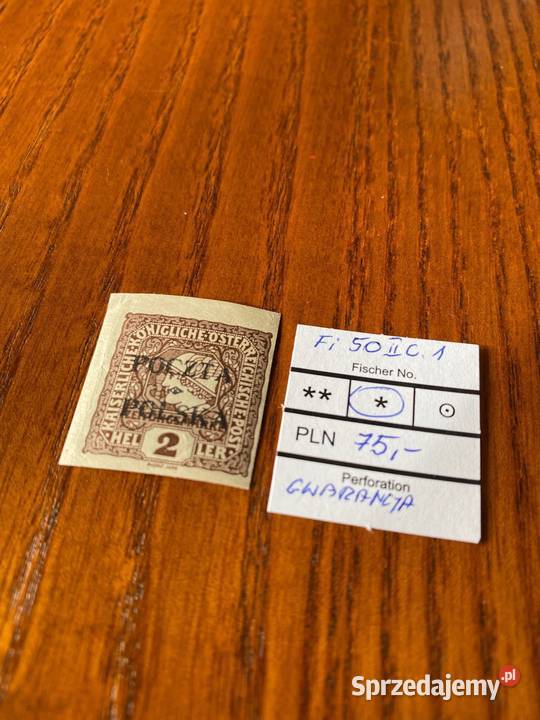 KAISERLICHE·KÖNIGLICHE·ÖSTERREICHISCHE·POST
POCZTA
POLSKA
HELLER
2
Fi 50 II C. 1
Fischer No.
** * ⊙
PLN 75,-
Perforation
GWARANCJA
Sprzedajemy.pl